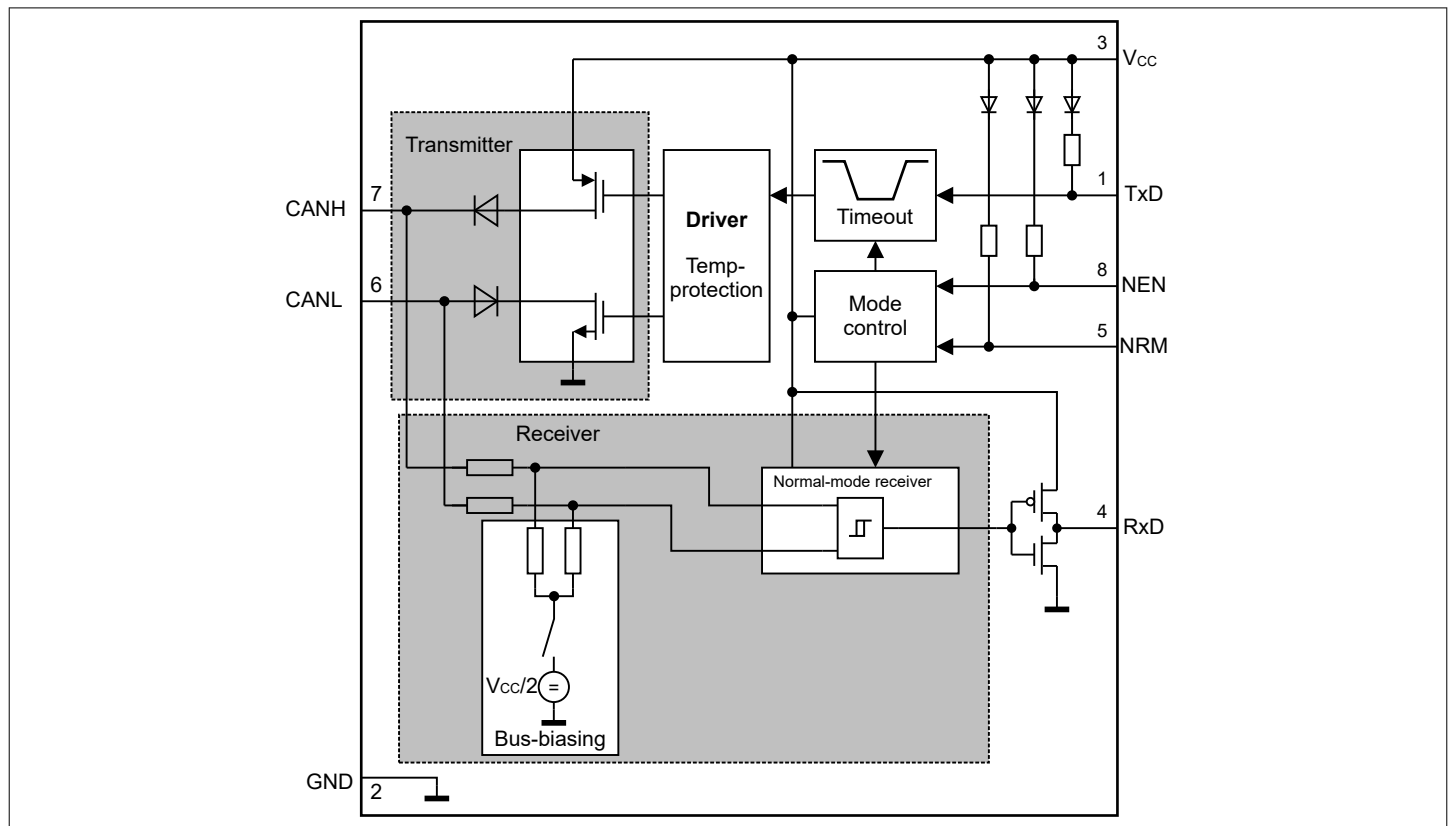 3
VCC
Transmitter
7
CANH
1
TxD
Driver
Timeout
Temp-
protection
8
NEN
6
CANL
Mode
control
5
NRM
Receiver
Normal-mode receiver
4
RxD
VCC/2
=
Bus-biasing
GND
2